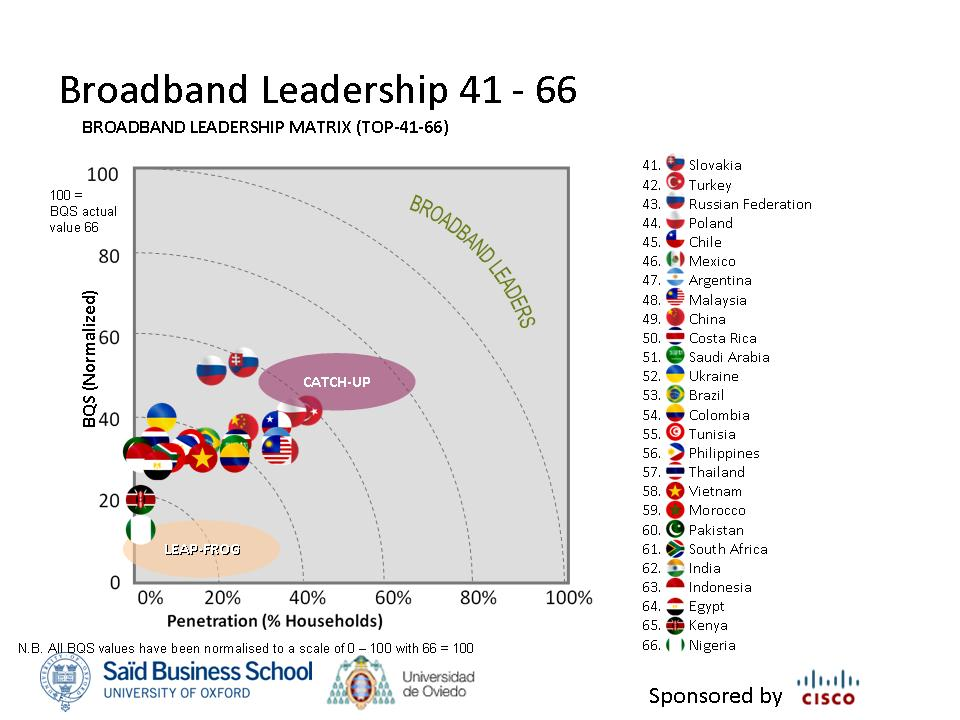 Broadband Leadership 41 - 66
BROADBAND LEADERSHIP MATRIX (TOP-41-66)
100 =
BQS actual
value 66
BQS (Normalized)
100
80
60
40
20
0
BROADBAND LEADERS
CATCH-UP
LEAP-FROG
0% 20% 40% 60% 80% 100%
Penetration (% Households)
41. Slovakia
42. Turkey
43. Russian Federation
44. Poland
45. Chile
46. Mexico
47. Argentina
48. Malaysia
49. China
50. Costa Rica
51. Saudi Arabia
52. Ukraine
53. Brazil
54. Colombia
55. Tunisia
56. Philippines
57. Thailand
58. Vietnam
59. Morocco
60. Pakistan
61. South Africa
62. India
63. Indonesia
64. Egypt
65. Kenya
66. Nigeria
N.B. All BQS values have been normalised to a scale of 0 – 100 with 66 = 100
Saïd Business School
UNIVERSITY OF OXFORD
Universidad
de Oviedo
Sponsored by
CISCO